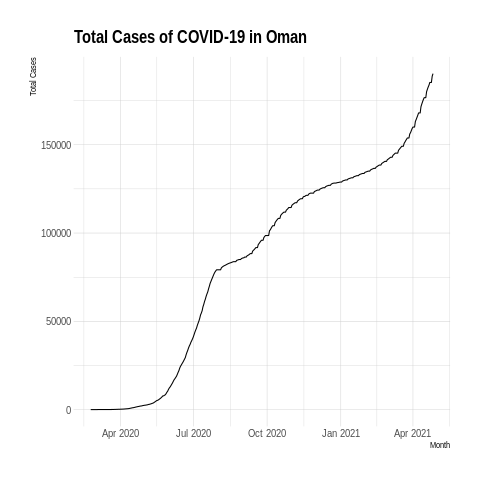 Total Cases of COVID-19 in Oman
Total Cases
150000
100000
50000
0
Apr 2020 Jul 2020 Oct 2020 Jan 2021 Apr 2021
Month